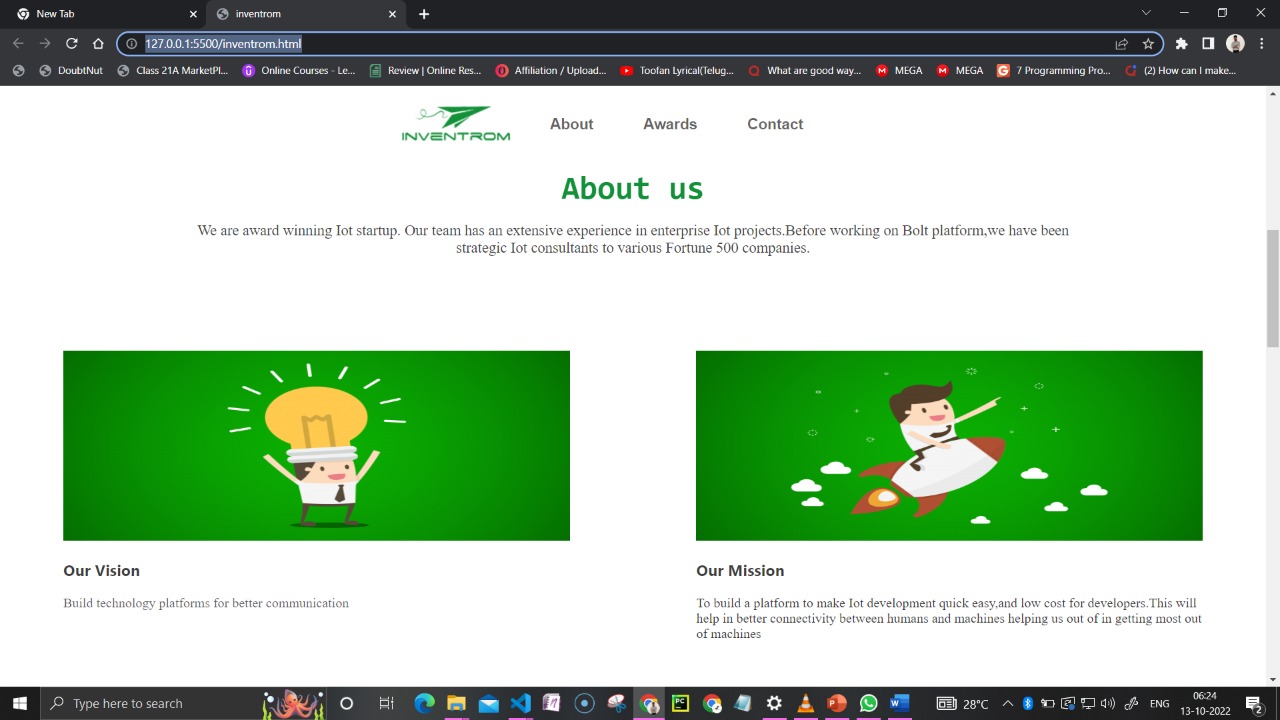 New Tab
inventrom
127.0.0.1:5500/inventrom.html
DoubtNut
Class 21A MarketPl...
Online Courses - Le...
Review | Online Res...
Affiliation / Upload...
Toofan Lyrical(Telug...
What are good way...
MEGA
MEGA
7 Programming Pro...
(2) How can I make...
INVENTROM
About
Awards
Contact
About us
We are award winning Iot startup. Our team has an extensive experience in enterprise Iot projects.Before working on Bolt platform,we have been
strategic Iot consultants to various Fortune 500 companies.
Our Vision
Build technology platforms for better communication
Our Mission
To build a platform to make Iot development quick easy,and low cost for developers.This will
help in better connectivity between humans and machines helping us out of in getting most out
of machines
Type here to search
28°C
ENG
06:24
13-10-2022
2